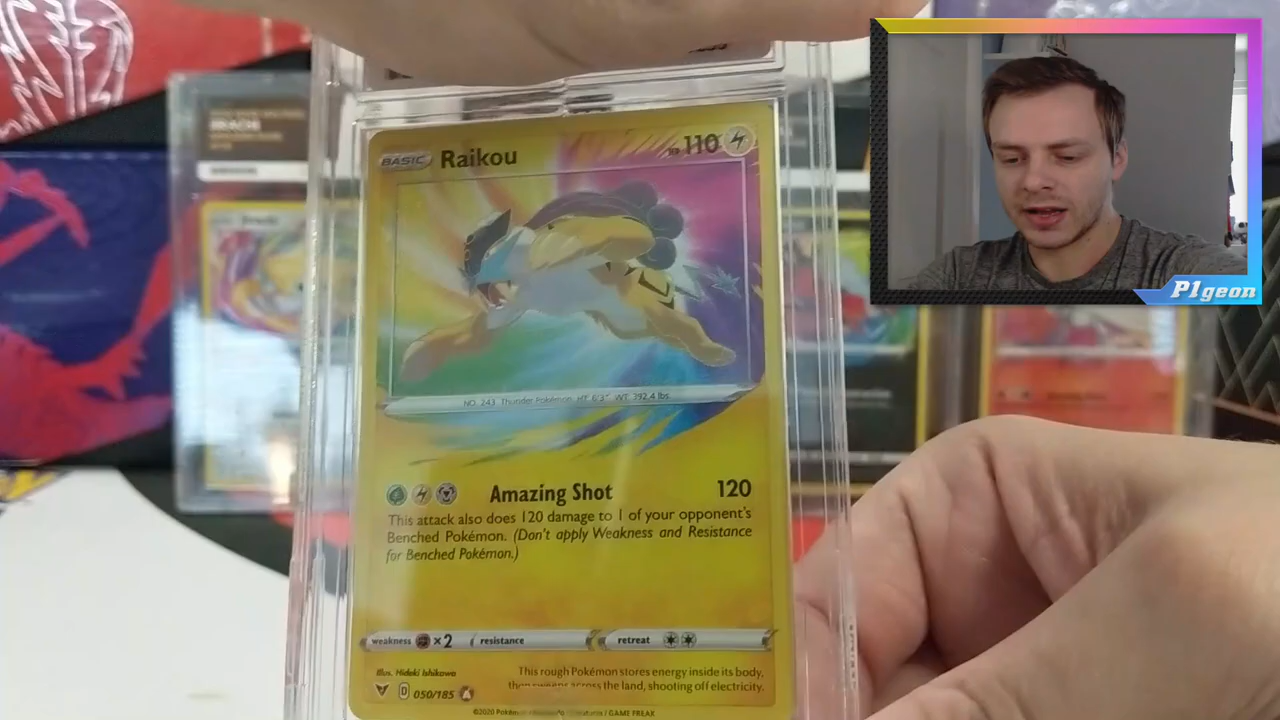 BASIC Raikou HP 110
NO. 243 Thunder Pokémon HT: 6'3" WT: 392.4 lbs.
Amazing Shot 120
This attack also does 120 damage to 1 of your opponent's
Benched Pokémon. (Don't apply Weakness and Resistance
for Benched Pokémon.)
weakness ×2 resistance retreat
Illus. Hideki Ishikawa
This rough Pokémon stores energy inside its body,
then sweeps across the land, shooting off electricity.
D 050/185 A
©2020 Pokémon / Nintendo / Creatures / GAME FREAK
P1geon